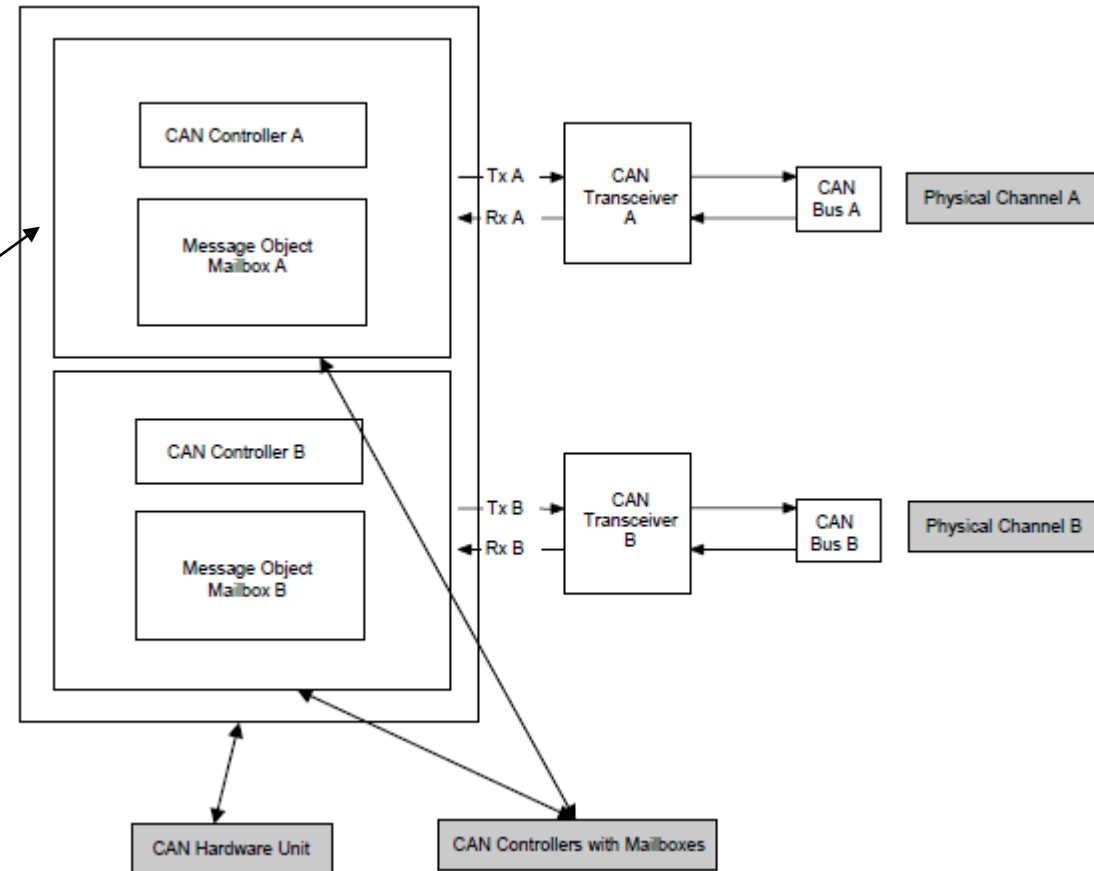 CAN Controller A
Message Object
Mailbox A
Tx A
Rx A
CAN
Transceiver
A
CAN
Bus A
Physical Channel A
CAN Controller B
Message Object
Mailbox B
Tx B
Rx B
CAN
Transceiver
B
CAN
Bus B
Physical Channel B
CAN Hardware Unit
CAN Controllers with Mailboxes